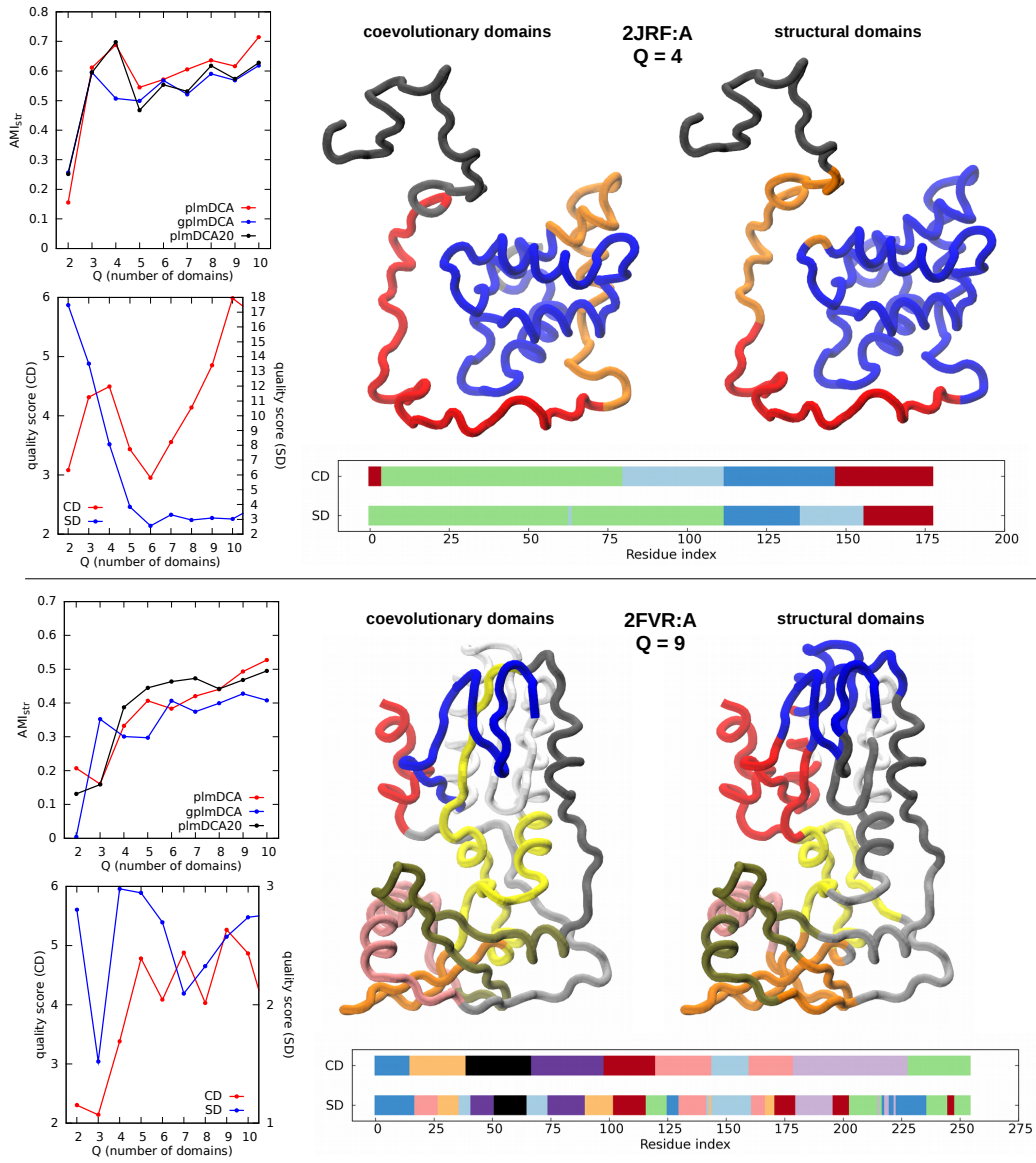 0.8
0.7
0.6
0.5
0.4
0.3
0.2
0.1
0
AMIstr
plmDCA
gplmDCA
plmDCA20
2 3 4 5 6 7 8 9 10
Q (number of domains)
6
5
4
3
2
quality score (CD)
18
17
16
15
14
13
12
11
10
9
8
7
6
5
4
3
2
quality score (SD)
CD
SD
2 3 4 5 6 7 8 9 10
Q (number of domains)
coevolutionary domains
2JRF:A
Q = 4
structural domains
CD
SD
0 25 50 75 100 125 150 175 200
Residue index
0.7
0.6
0.5
0.4
0.3
0.2
0.1
0
AMIstr
plmDCA
gplmDCA
plmDCA20
2 3 4 5 6 7 8 9 10
Q (number of domains)
6
5
4
3
2
quality score (CD)
3
2
1
quality score (SD)
CD
SD
2 3 4 5 6 7 8 9 10
Q (number of domains)
coevolutionary domains
2FVR:A
Q = 9
structural domains
CD
SD
0 25 50 75 100 125 150 175 200 225 250 275
Residue index